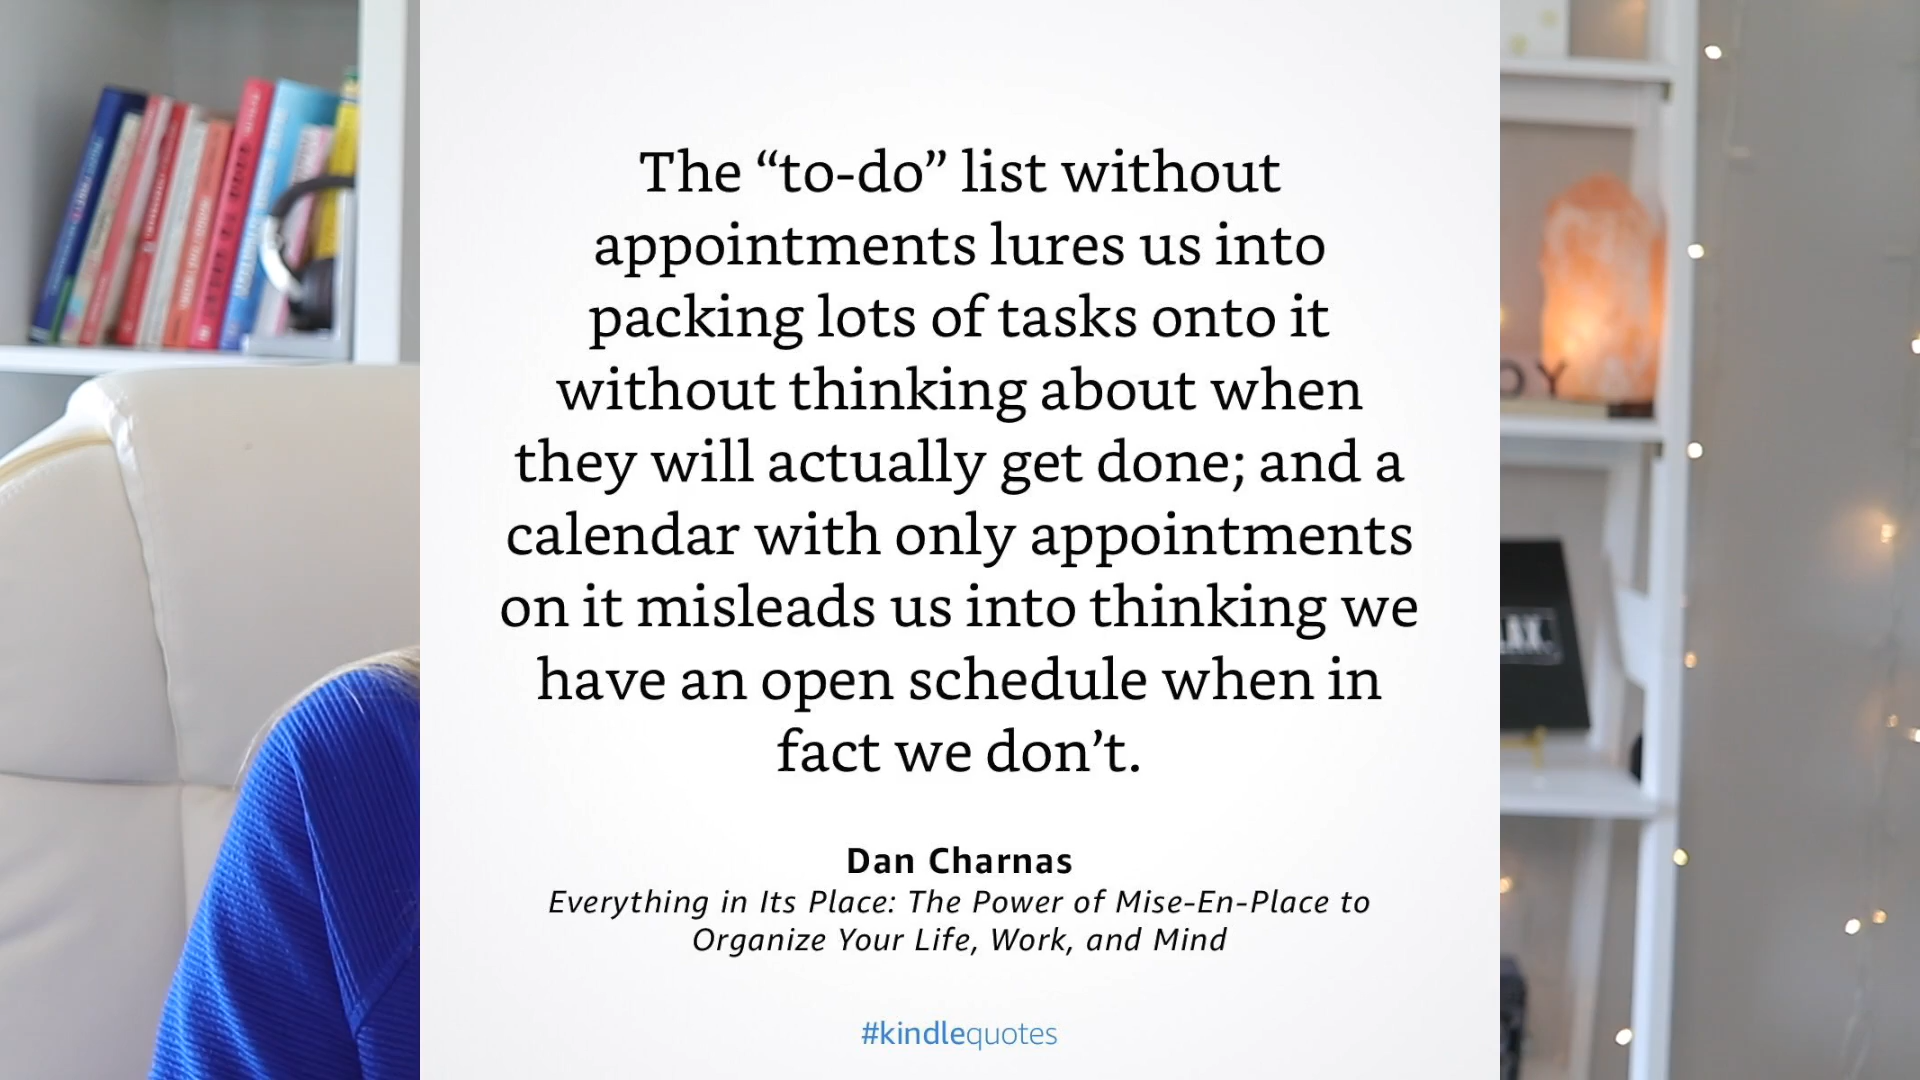 The “to-do” list without
appointments lures us into
packing lots of tasks onto it
without thinking about when
they will actually get done; and a
calendar with only appointments
on it misleads us into thinking we
have an open schedule when in
fact we don’t.
Dan Charnas
Everything in Its Place: The Power of Mise-En-Place to
Organize Your Life, Work, and Mind
#kindlequotes